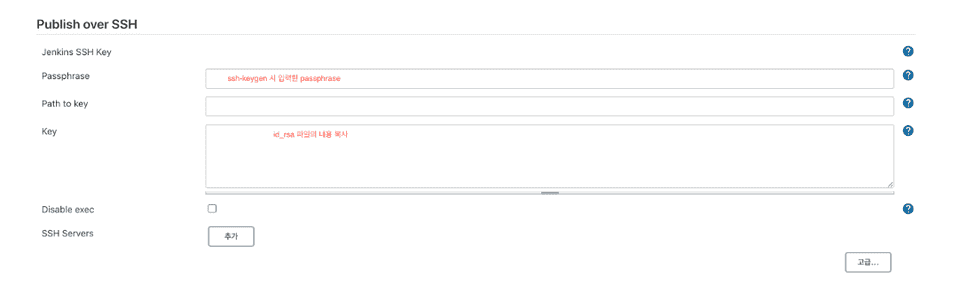 Publish over SSH
Jenkins SSH Key
Passphrase
ssh-keygen 시 입력한 passphrase
Path to key
Key
id_rsa 파일의 내용 복사
Disable exec
SSH Servers
추가
고급...